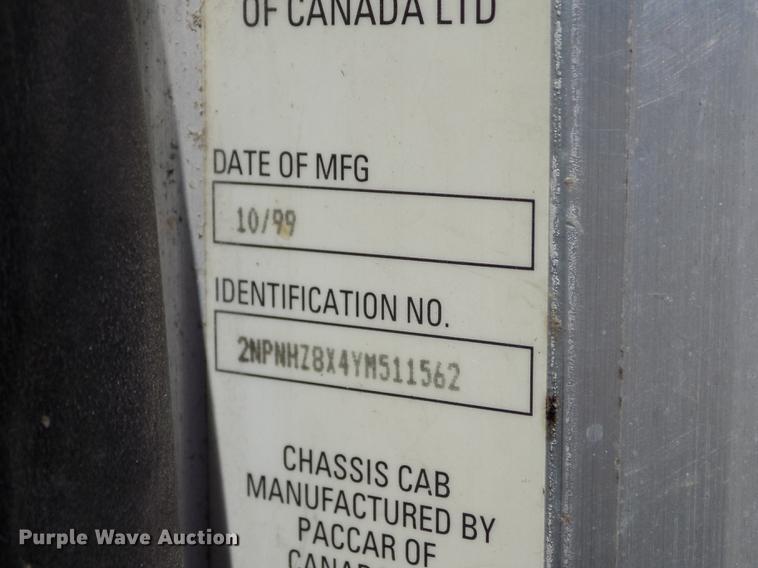 OF CANADA LTD
DATE OF MFG
10/99
IDENTIFICATION NO.
2NPNHZ8X4YM511562
CHASSIS CAB
MANUFACTURED BY
PACCAR OF
Purple Wave Auction